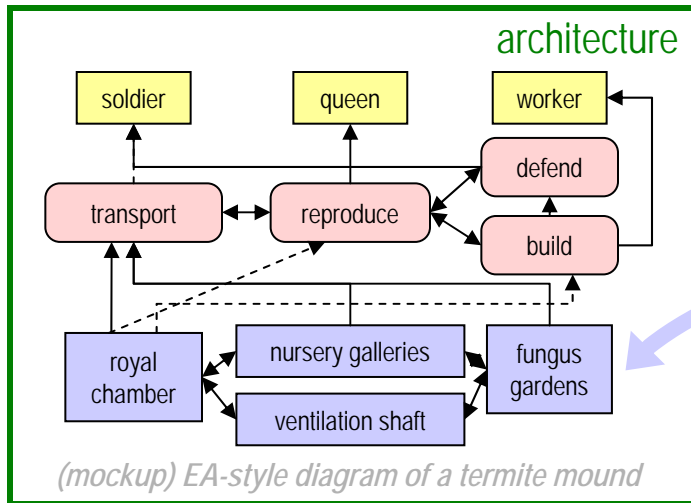 architecture
soldier
queen
worker
defend
transport
reproduce
build
royal
chamber
nursery galleries
fungus
gardens
ventilation shaft
(mockup) EA-style diagram of a termite mound